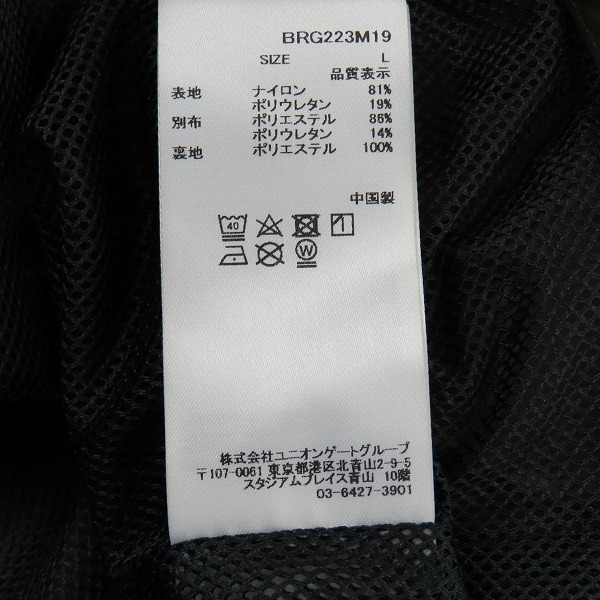 BRG223M19
SIZE L
品質表示
表地 ナイロン 81%
ポリウレタン 19%
別布 ポリエステル 86%
ポリウレタン 14%
裏地 ポリエステル 100%
中国製
40
W
株式会社ユニオンゲートグループ
〒107-0061 東京都港区北青山2-9-5
スタジアムプレイス青山 10階
03-6427-3901